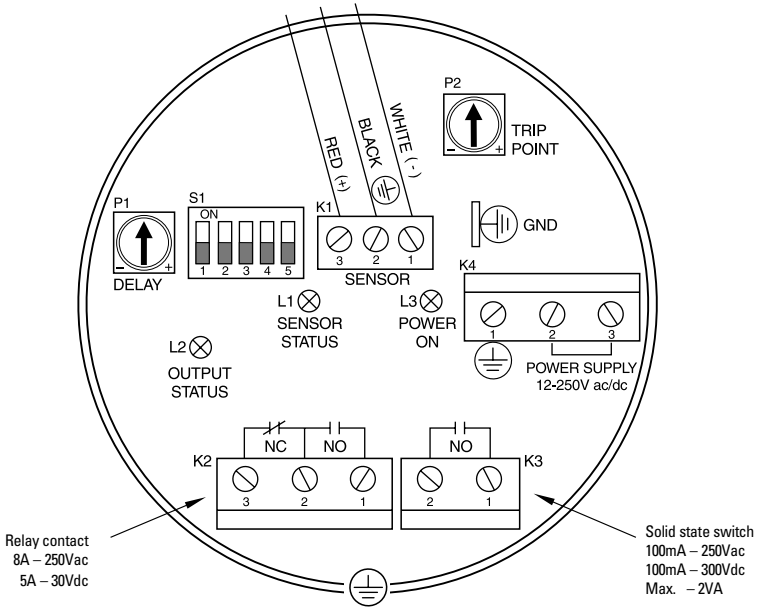 P2
TRIP
POINT
- +
RED (+)
BLACK
WHITE (-)
P1
- +
DELAY
S1
ON
1 2 3 4 5
K1
3 2 1
SENSOR
GND
K4
1 2 3
POWER SUPPLY
12-250V ac/dc
L1
SENSOR
STATUS
L3
POWER
ON
L2
OUTPUT
STATUS
NC NO
K2
3 2 1
NO
K3
2 1
Relay contact
8A – 250Vac
5A – 30Vdc
Solid state switch
100mA – 250Vac
100mA – 300Vdc
Max. – 2VA